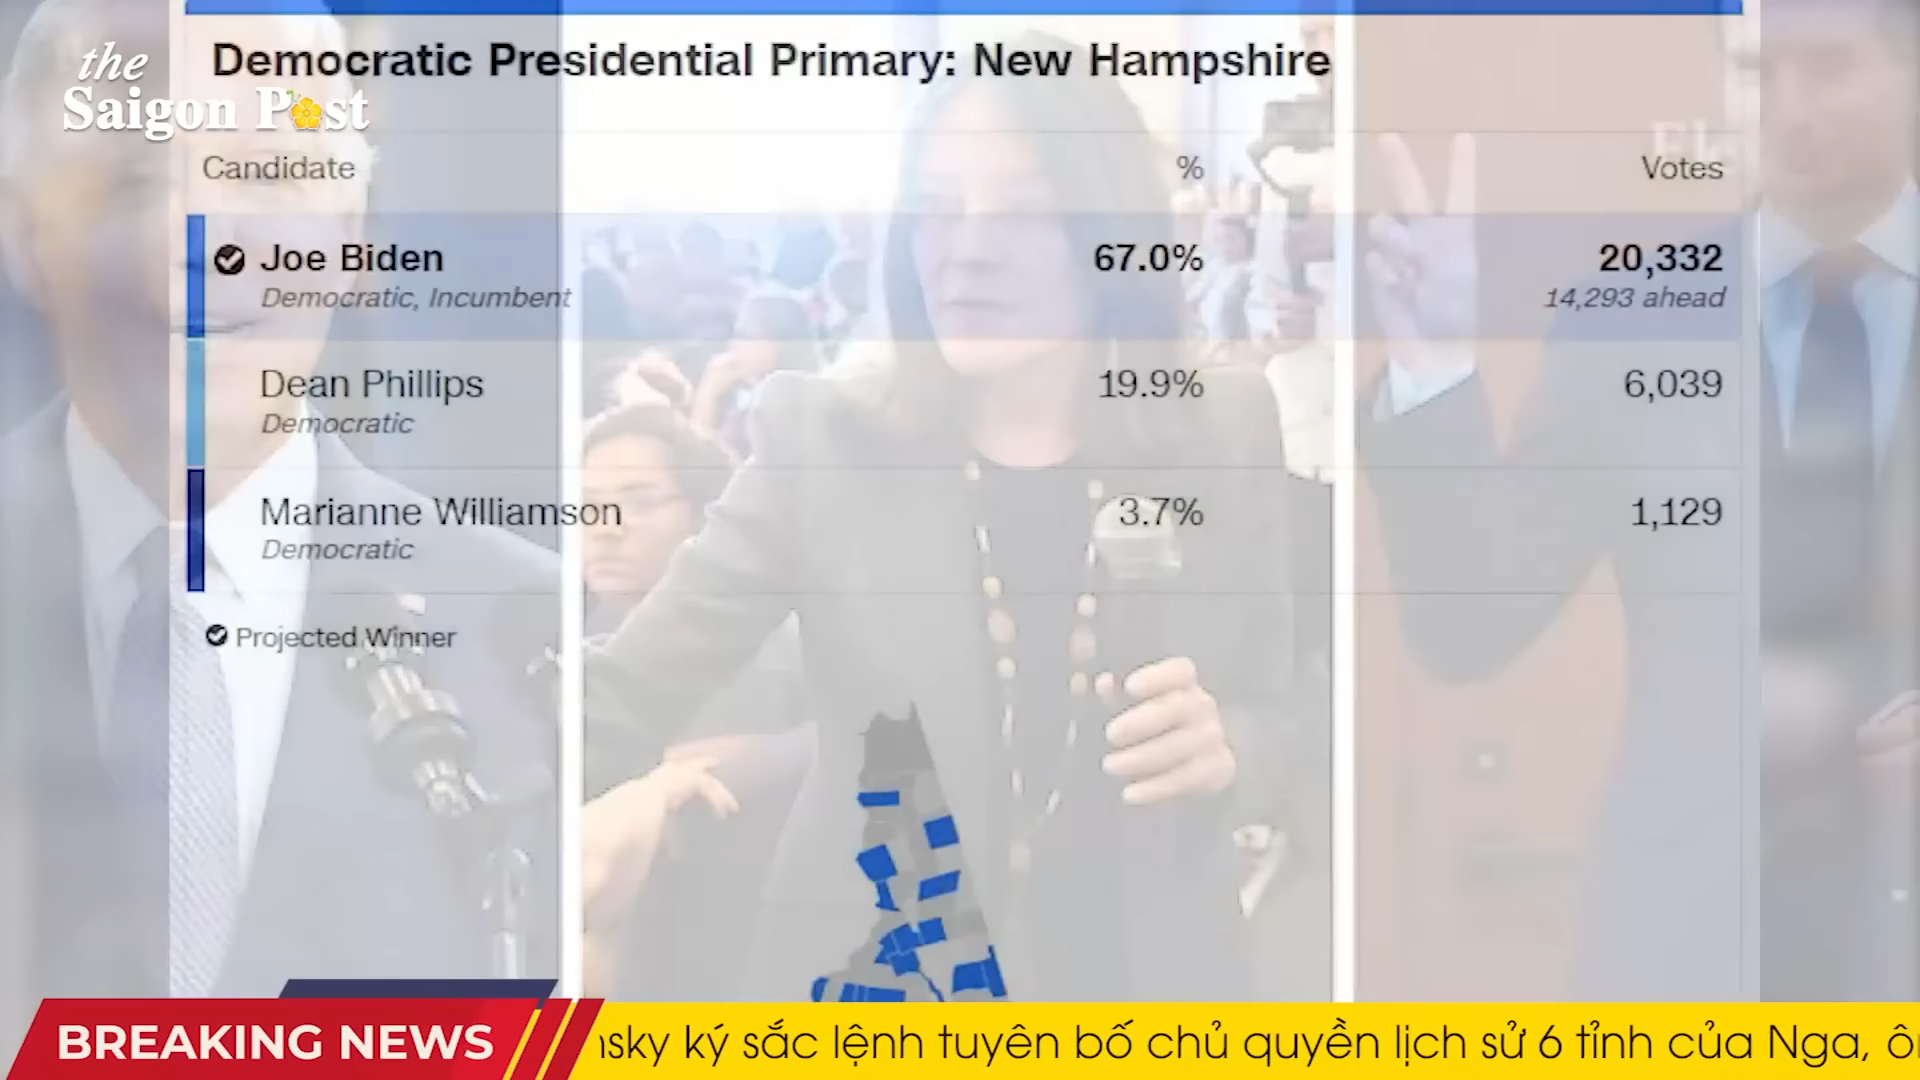 the
Saigon Post
Democratic Presidential Primary: New Hampshire
Candidate % Votes
Joe Biden 67.0% 20,332
Democratic, Incumbent 14,293 ahead
Dean Phillips 19.9% 6,039
Democratic
Marianne Williamson 3.7% 1,129
Democratic
Projected Winner
BREAKING NEWS
nsky ký sắc lệnh tuyên bố chủ quyền lịch sử 6 tỉnh của Nga,